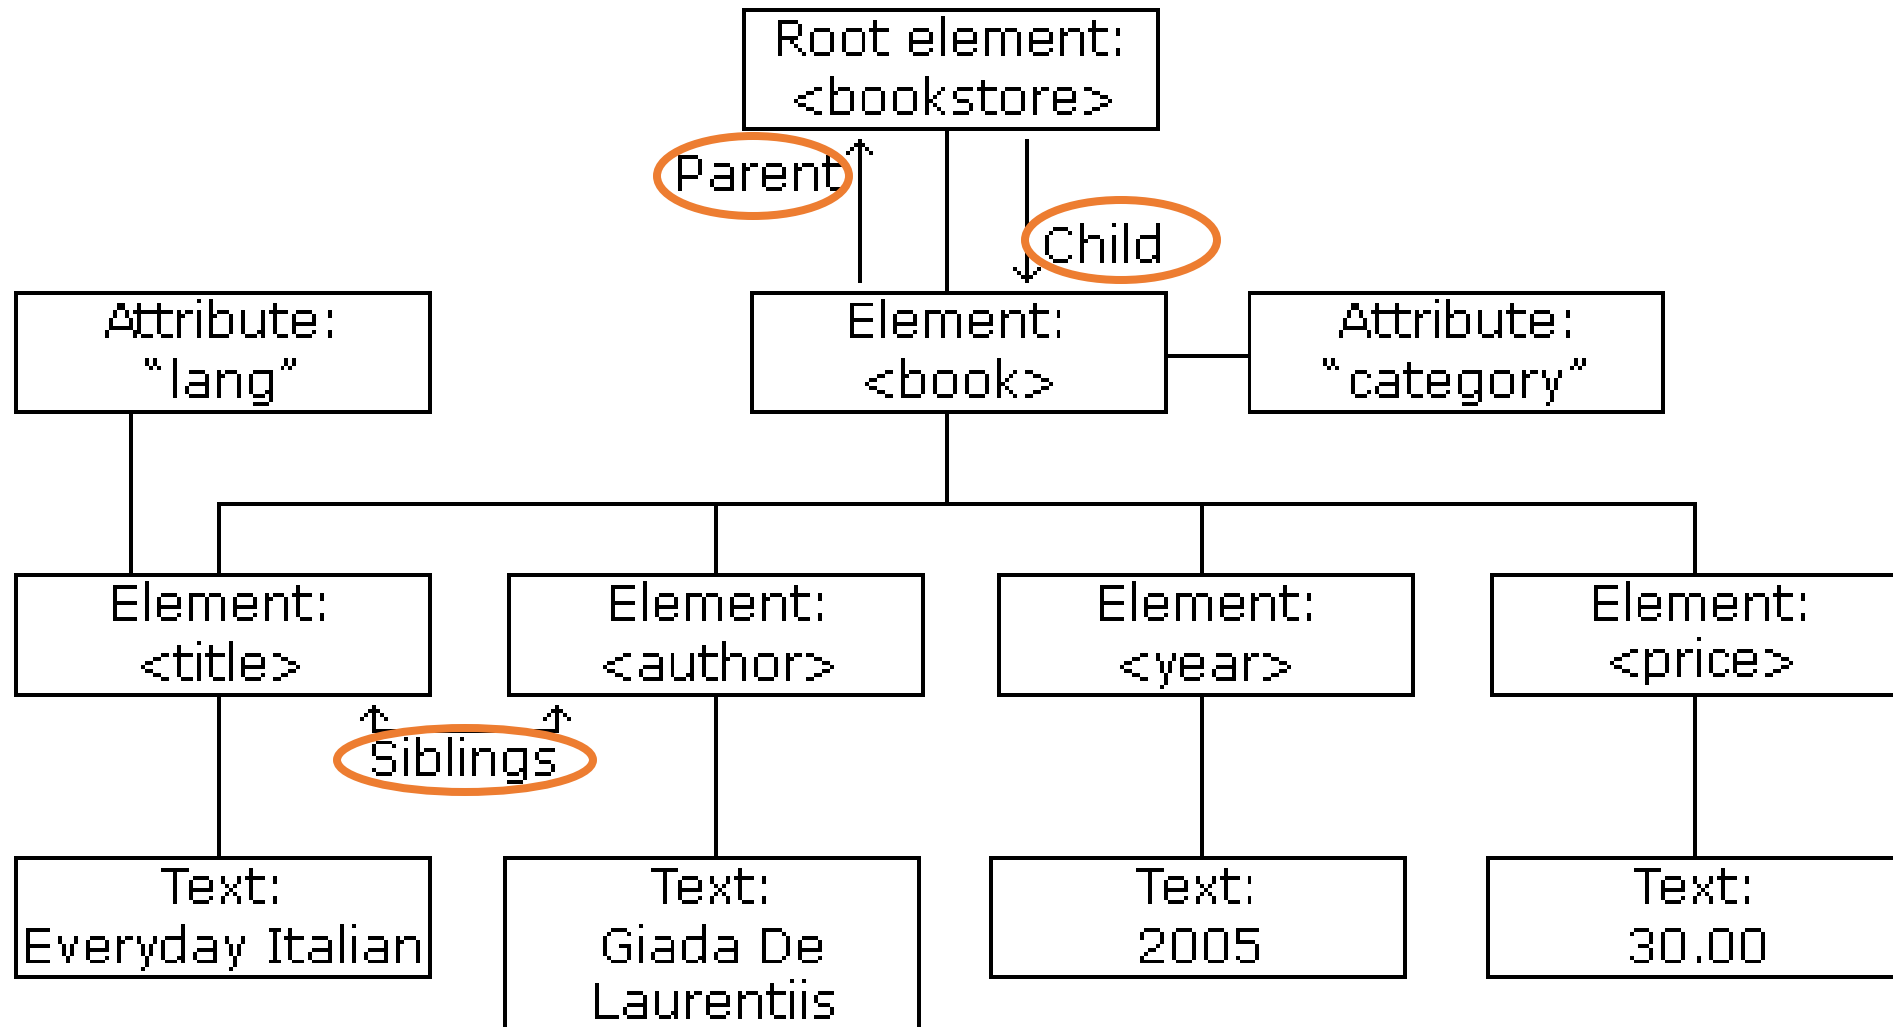 Root element:
<bookstore>
Parent
Child
Attribute:
“lang”
Element:
<book>
Attribute:
“category”
Element:
<title>
Element:
<author>
Element:
<year>
Element:
<price>
Siblings
Text:
Everyday Italian
Text:
Giada De
Laurentiis
Text:
2005
Text:
30.00